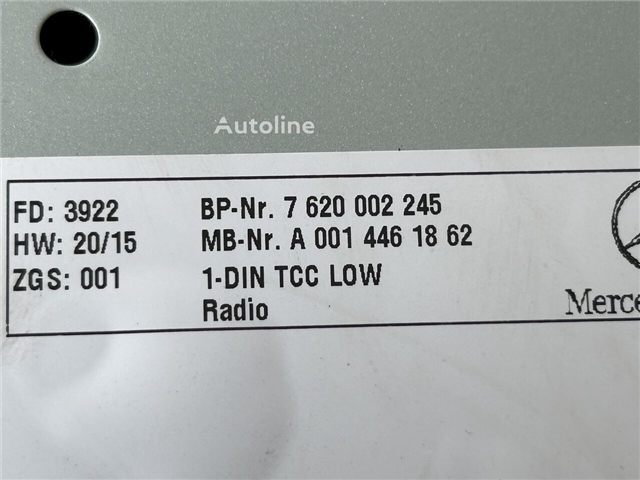 Autoline
FD: 3922 BP-Nr. 7 620 002 245
HW: 20/15 MB-Nr. A 001 446 18 62
ZGS: 001 1-DIN TCC LOW
Radio
Merce